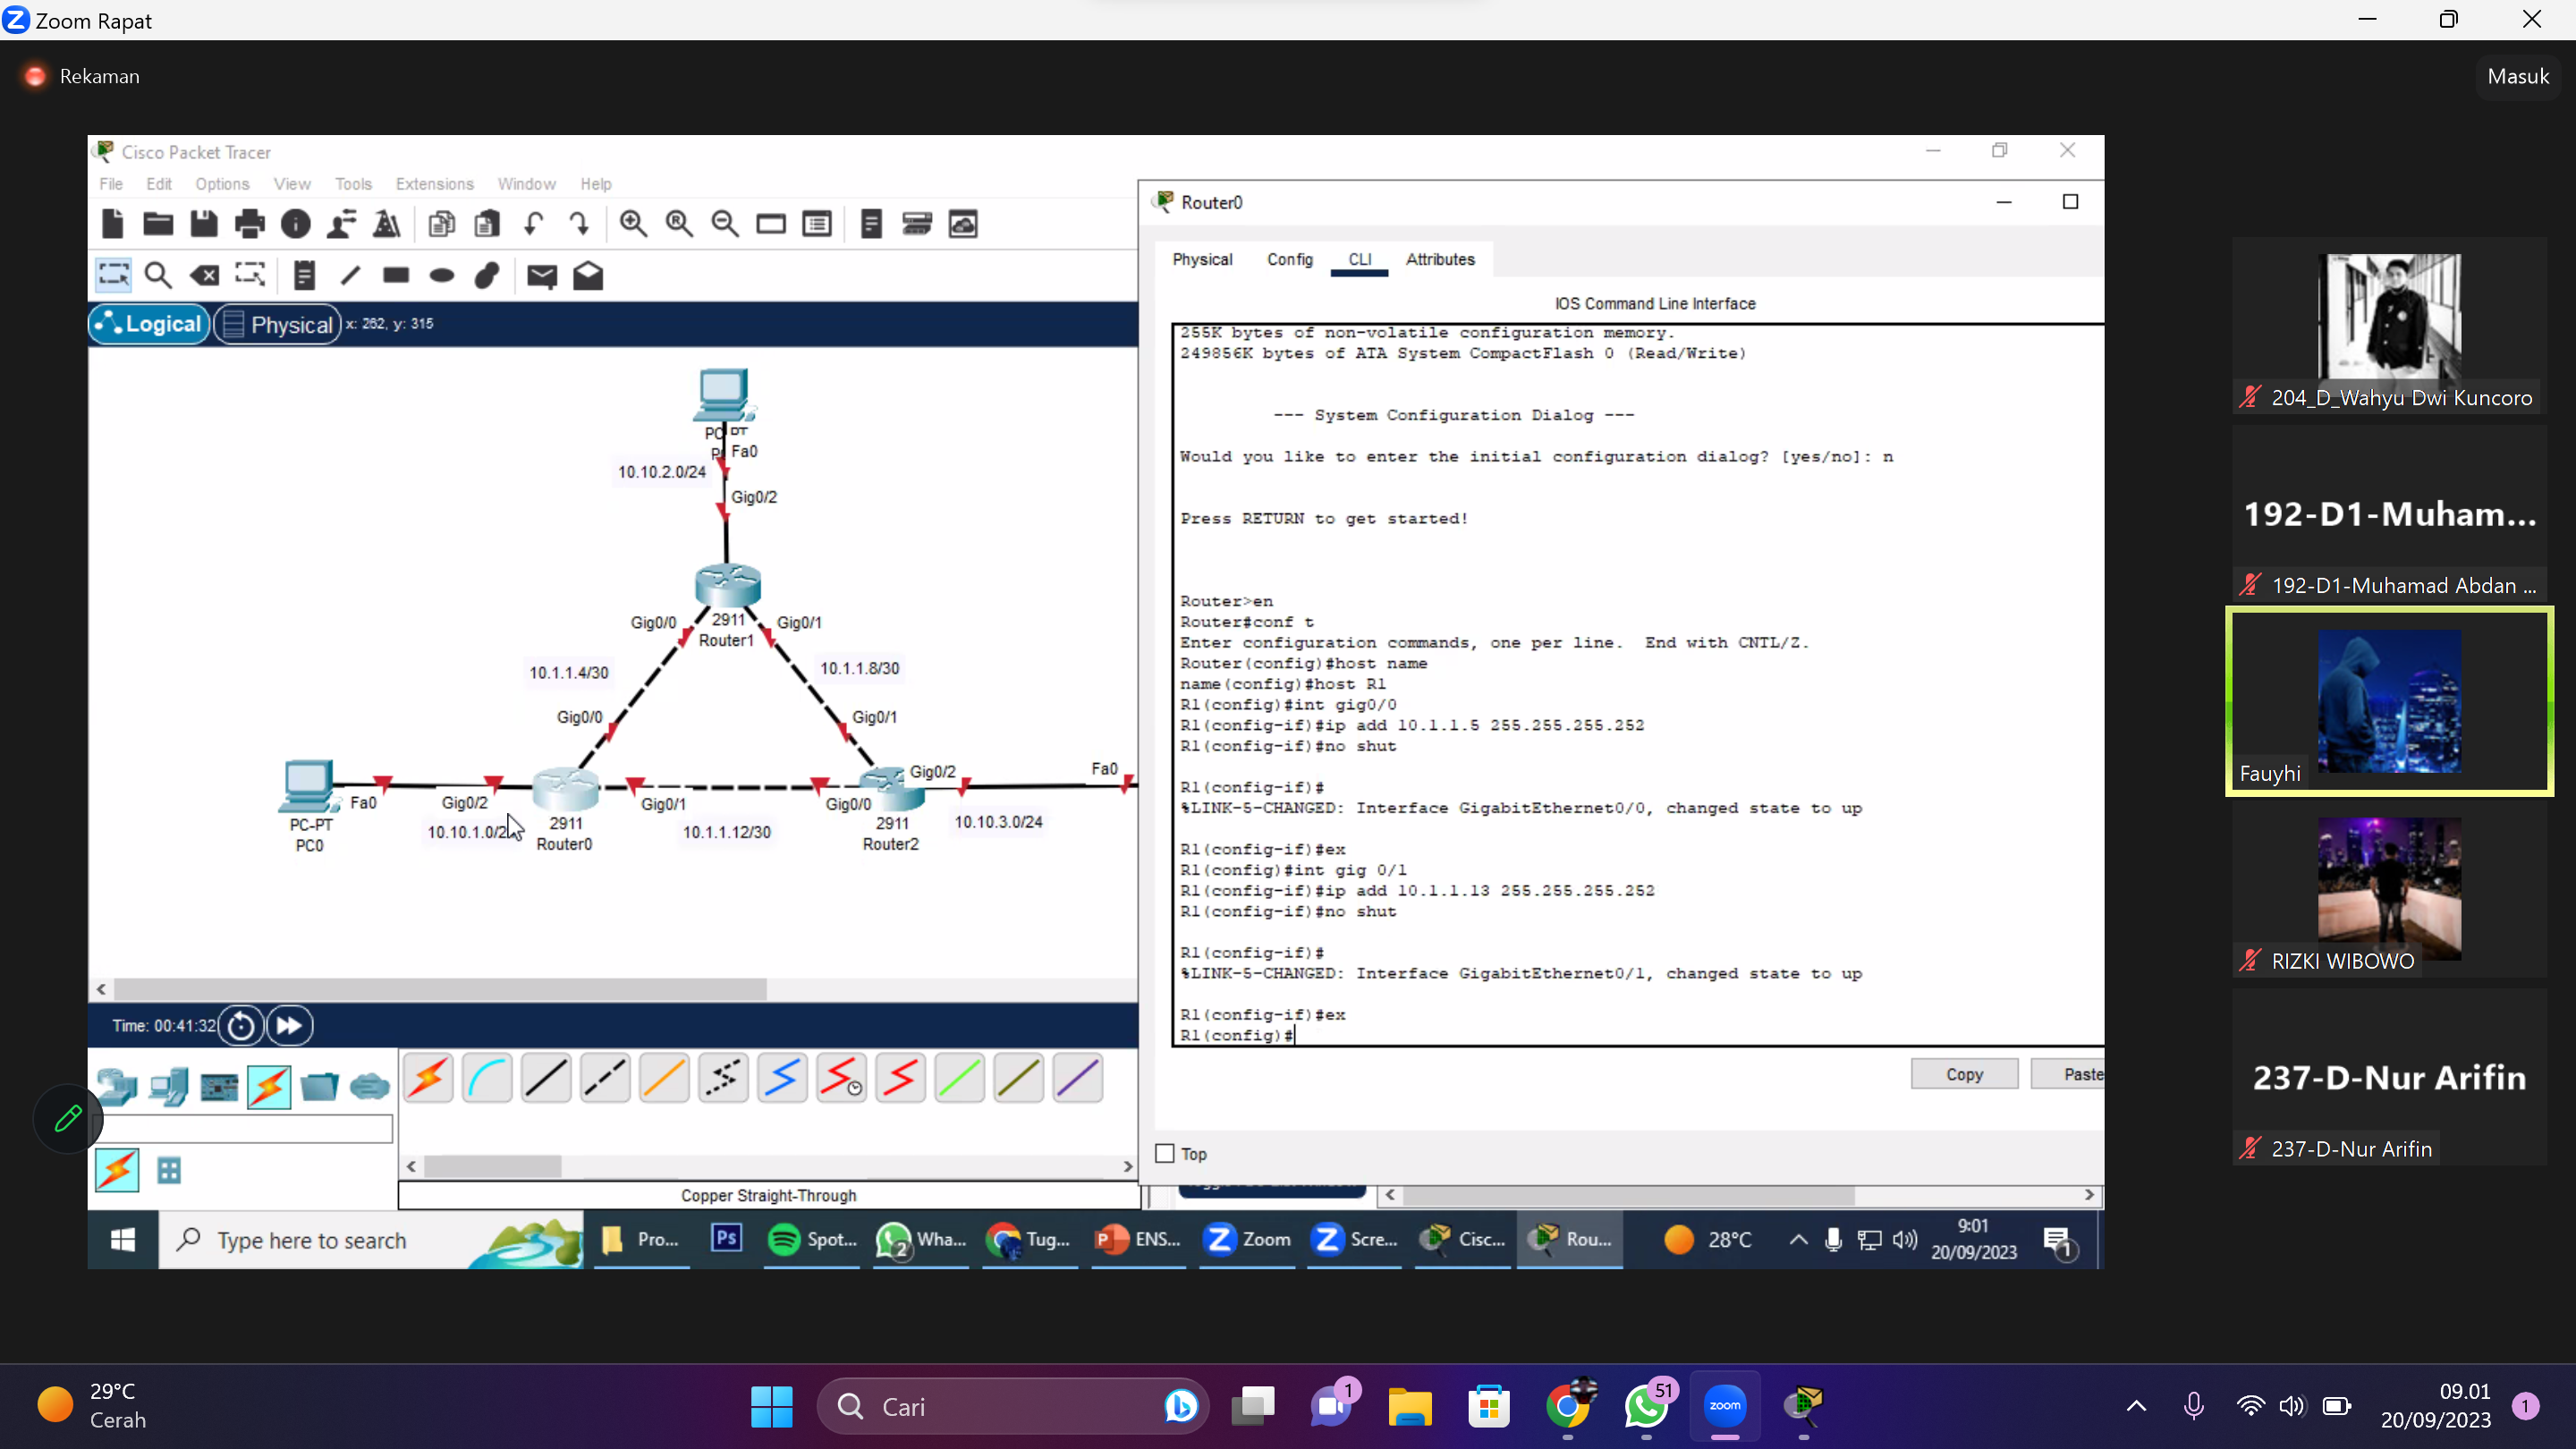 Zoom Rapat
Rekaman
Masuk
Cisco Packet Tracer
File Edit Options View Tools Extensions Window Help
Logical Physical x: 262, y: 315
PC-PT
Fa0
10.10.2.0/24
Gig0/2
Gig0/0 2911 Gig0/1
Router1
10.1.1.4/30 10.1.1.8/30
Gig0/0 Gig0/1
Gig0/2 Fa0
Fa0 Gig0/2 Gig0/1 Gig0/0
PC-PT 10.10.1.0/2 2911 10.1.1.12/30 2911 10.10.3.0/24
PC0 Router0 Router2
Time: 00:41:32
Copper Straight-Through
Router0
Physical Config CLI Attributes
IOS Command Line Interface
255K bytes of non-volatile configuration memory.
249856K bytes of ATA System CompactFlash 0 (Read/Write)
--- System Configuration Dialog ---
Would you like to enter the initial configuration dialog? [yes/no]: n
Press RETURN to get started!
Router>en
Router#conf t
Enter configuration commands, one per line. End with CNTL/Z.
Router(config)#host name
name(config)#host R1
R1(config)#int gig0/0
R1(config-if)#ip add 10.1.1.5 255.255.255.252
R1(config-if)#no shut
R1(config-if)#
%LINK-5-CHANGED: Interface GigabitEthernet0/0, changed state to up
R1(config-if)#ex
R1(config)#int gig 0/1
R1(config-if)#ip add 10.1.1.13 255.255.255.252
R1(config-if)#no shut
R1(config-if)#
%LINK-5-CHANGED: Interface GigabitEthernet0/1, changed state to up
R1(config-if)#ex
R1(config)#
Copy Paste
Top
Type here to search Pro... Ps Spot... 2 Wha... Tug... ENS... Zoom Scre... Cisc... Rou... 28°C 9:01
20/09/2023 1
204_D_Wahyu Dwi Kuncoro
192-D1-Muham...
192-D1-Muhamad Abdan ...
Fauyhi
RIZKI WIBOWO
237-D-Nur Arifin
237-D-Nur Arifin
29°C
Cerah
Cari
1
51
zoom
09.01
20/09/2023
1